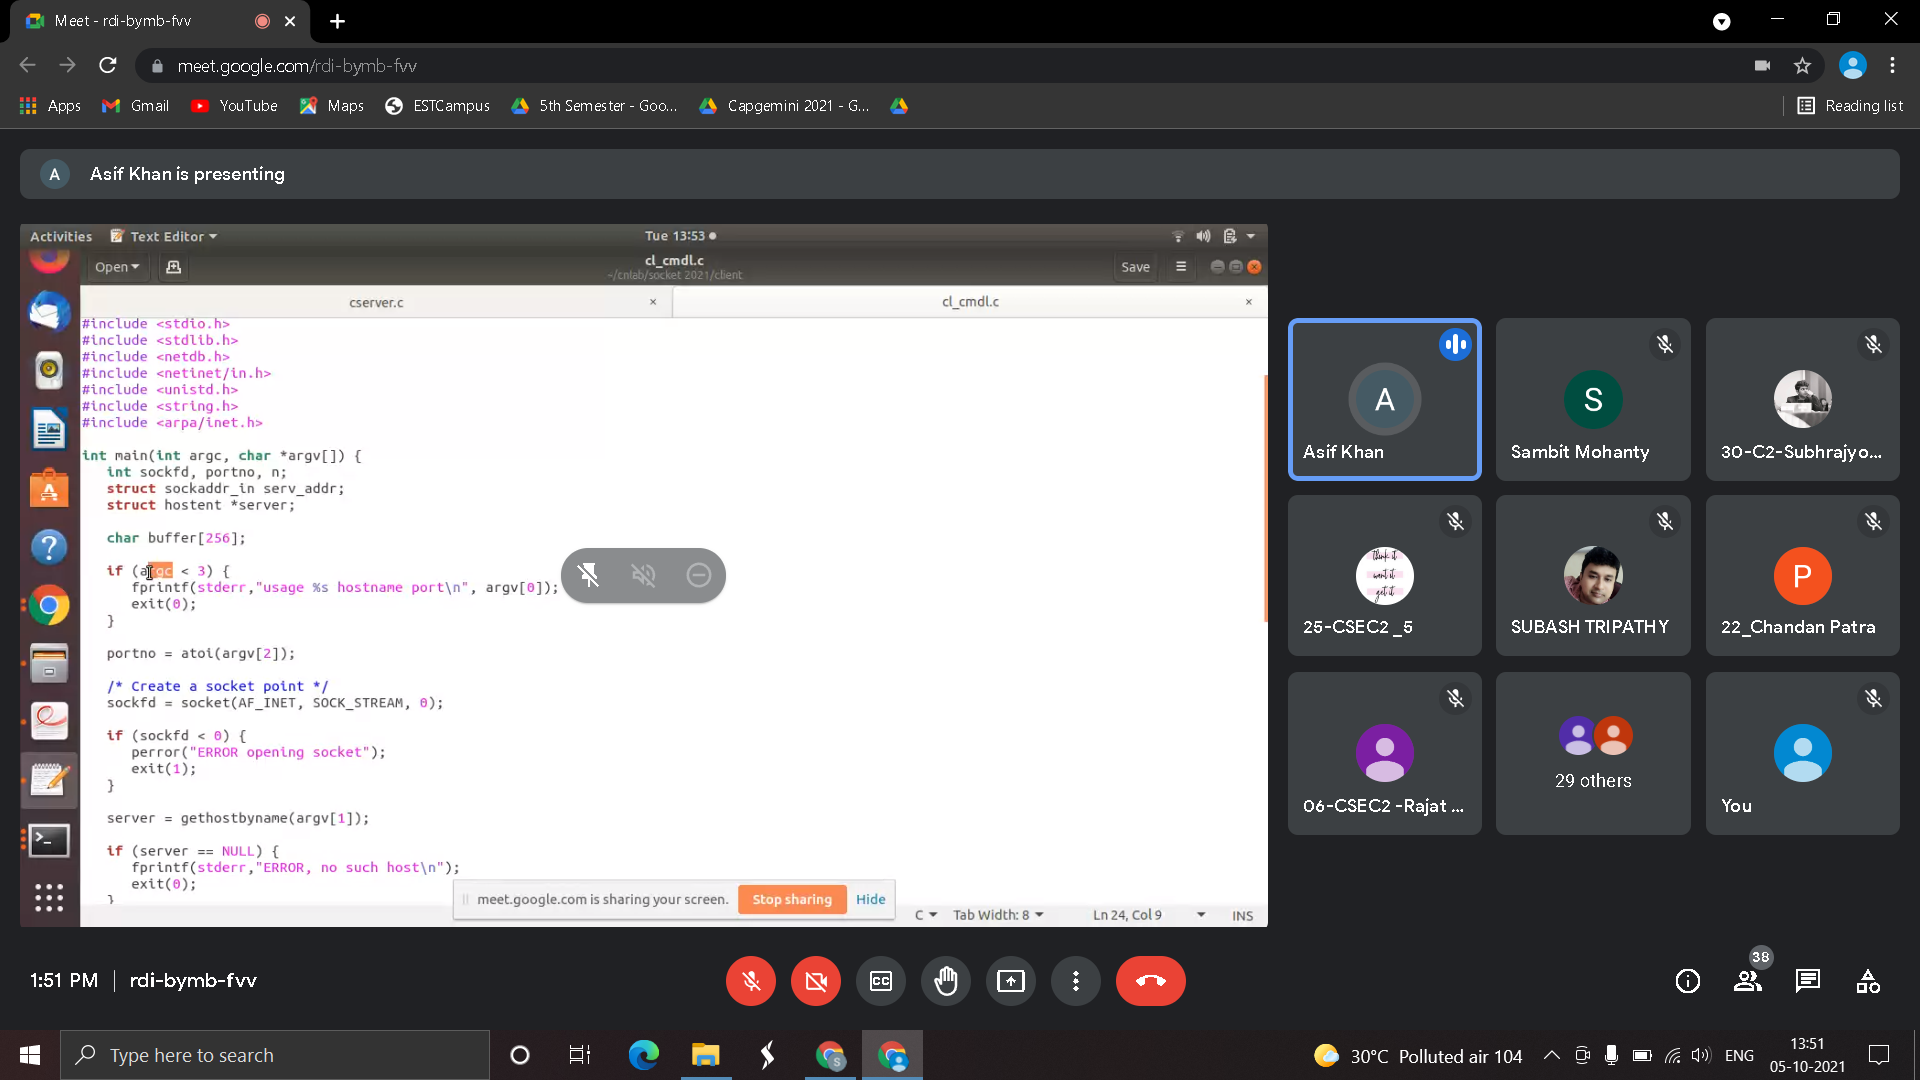 Meet - rdi-bymb-fvv
meet.google.com/rdi-bymb-fvv
Apps Gmail YouTube Maps ESTCampus 5th Semester - Goo... Capgemini 2021 - G... Reading list
A Asif Khan is presenting
Activities Text Editor Tue 13:53
Open cl_cmdl.c Save
~/cnlab/socket 2021/client
cserver.c × cl_cmdl.c ×
#include <stdio.h>
#include <stdlib.h>
#include <netdb.h>
#include <netinet/in.h>
#include <unistd.h>
#include <string.h>
#include <arpa/inet.h>
int main(int argc, char *argv[]) {
int sockfd, portno, n;
struct sockaddr_in serv_addr;
struct hostent *server;
char buffer[256];
if (argc < 3) {
fprintf(stderr,"usage %s hostname port\n", argv[0]);
exit(0);
}
portno = atoi(argv[2]);
/* Create a socket point */
sockfd = socket(AF_INET, SOCK_STREAM, 0);
if (sockfd < 0) {
perror("ERROR opening socket");
exit(1);
}
server = gethostbyname(argv[1]);
if (server == NULL) {
fprintf(stderr,"ERROR, no such host\n");
exit(0);
}
meet.google.com is sharing your screen. Stop sharing Hide
C Tab Width: 8 Ln 24, Col 9 INS
A
Asif Khan
S
Sambit Mohanty
30-C2-Subhrajyo...
think it
want it
get it
25-CSEC2_5
SUBASH TRIPATHY
P
22_Chandan Patra
06-CSEC2 -Rajat ...
29 others
You
1:51 PM rdi-bymb-fvv
CC
38
Type here to search
S
30°C Polluted air 104 ENG
13:51
05-10-2021